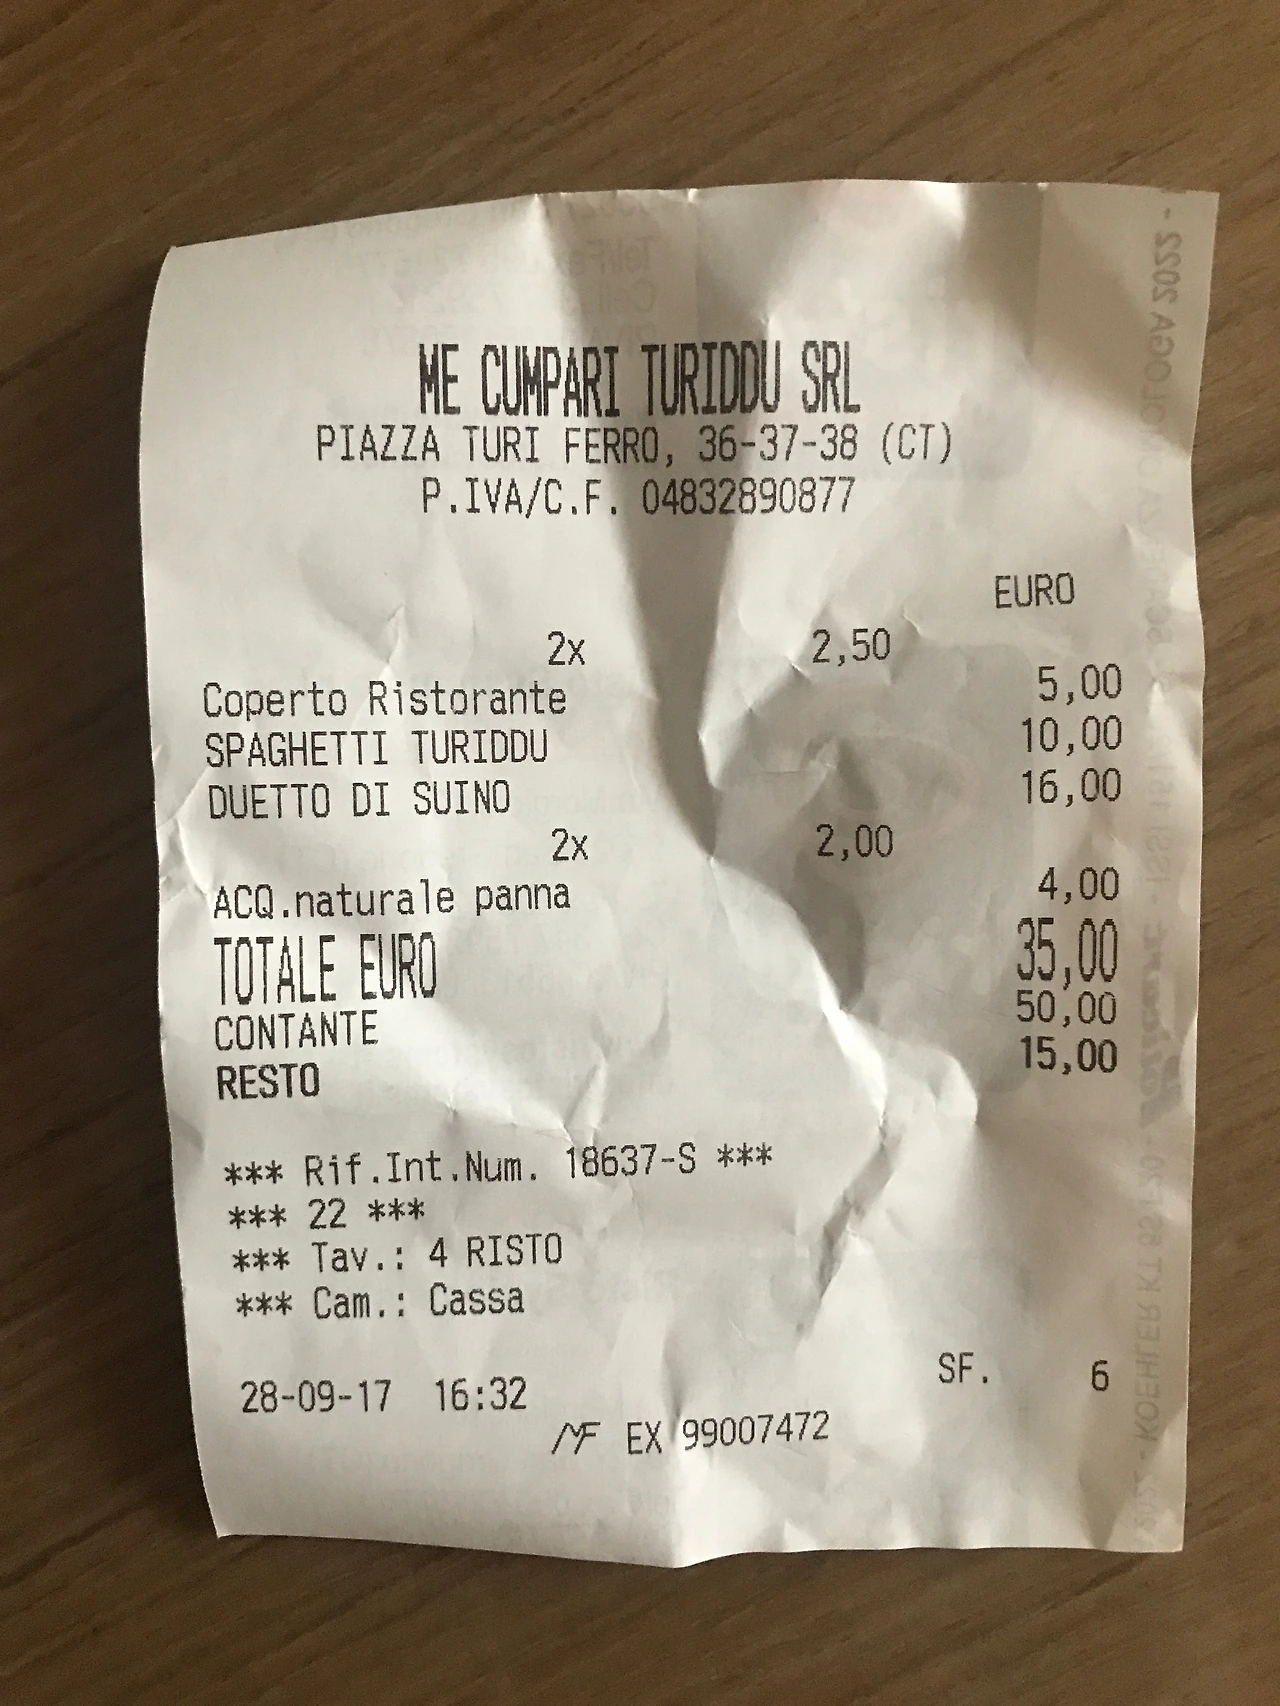 ME CUMPARI TURIDDU SRL
PIAZZA TURI FERRO, 36-37-38 (CT)
P.IVA/C.F. 04832890877
EURO
2x 2,50
Coperto Ristorante 5,00
SPAGHETTI TURIDDU 10,00
DUETTO DI SUINO 16,00
2x 2,00
ACQ.naturale panna 4,00
TOTALE EURO 35,00
CONTANTE 50,00
RESTO 15,00
*** Rif.Int.Num. 18637-S ***
*** 22 ***
*** Tav.: 4 RISTO
*** Cam.: Cassa
28-09-17 16:32 SF. 6
MF EX 99007472